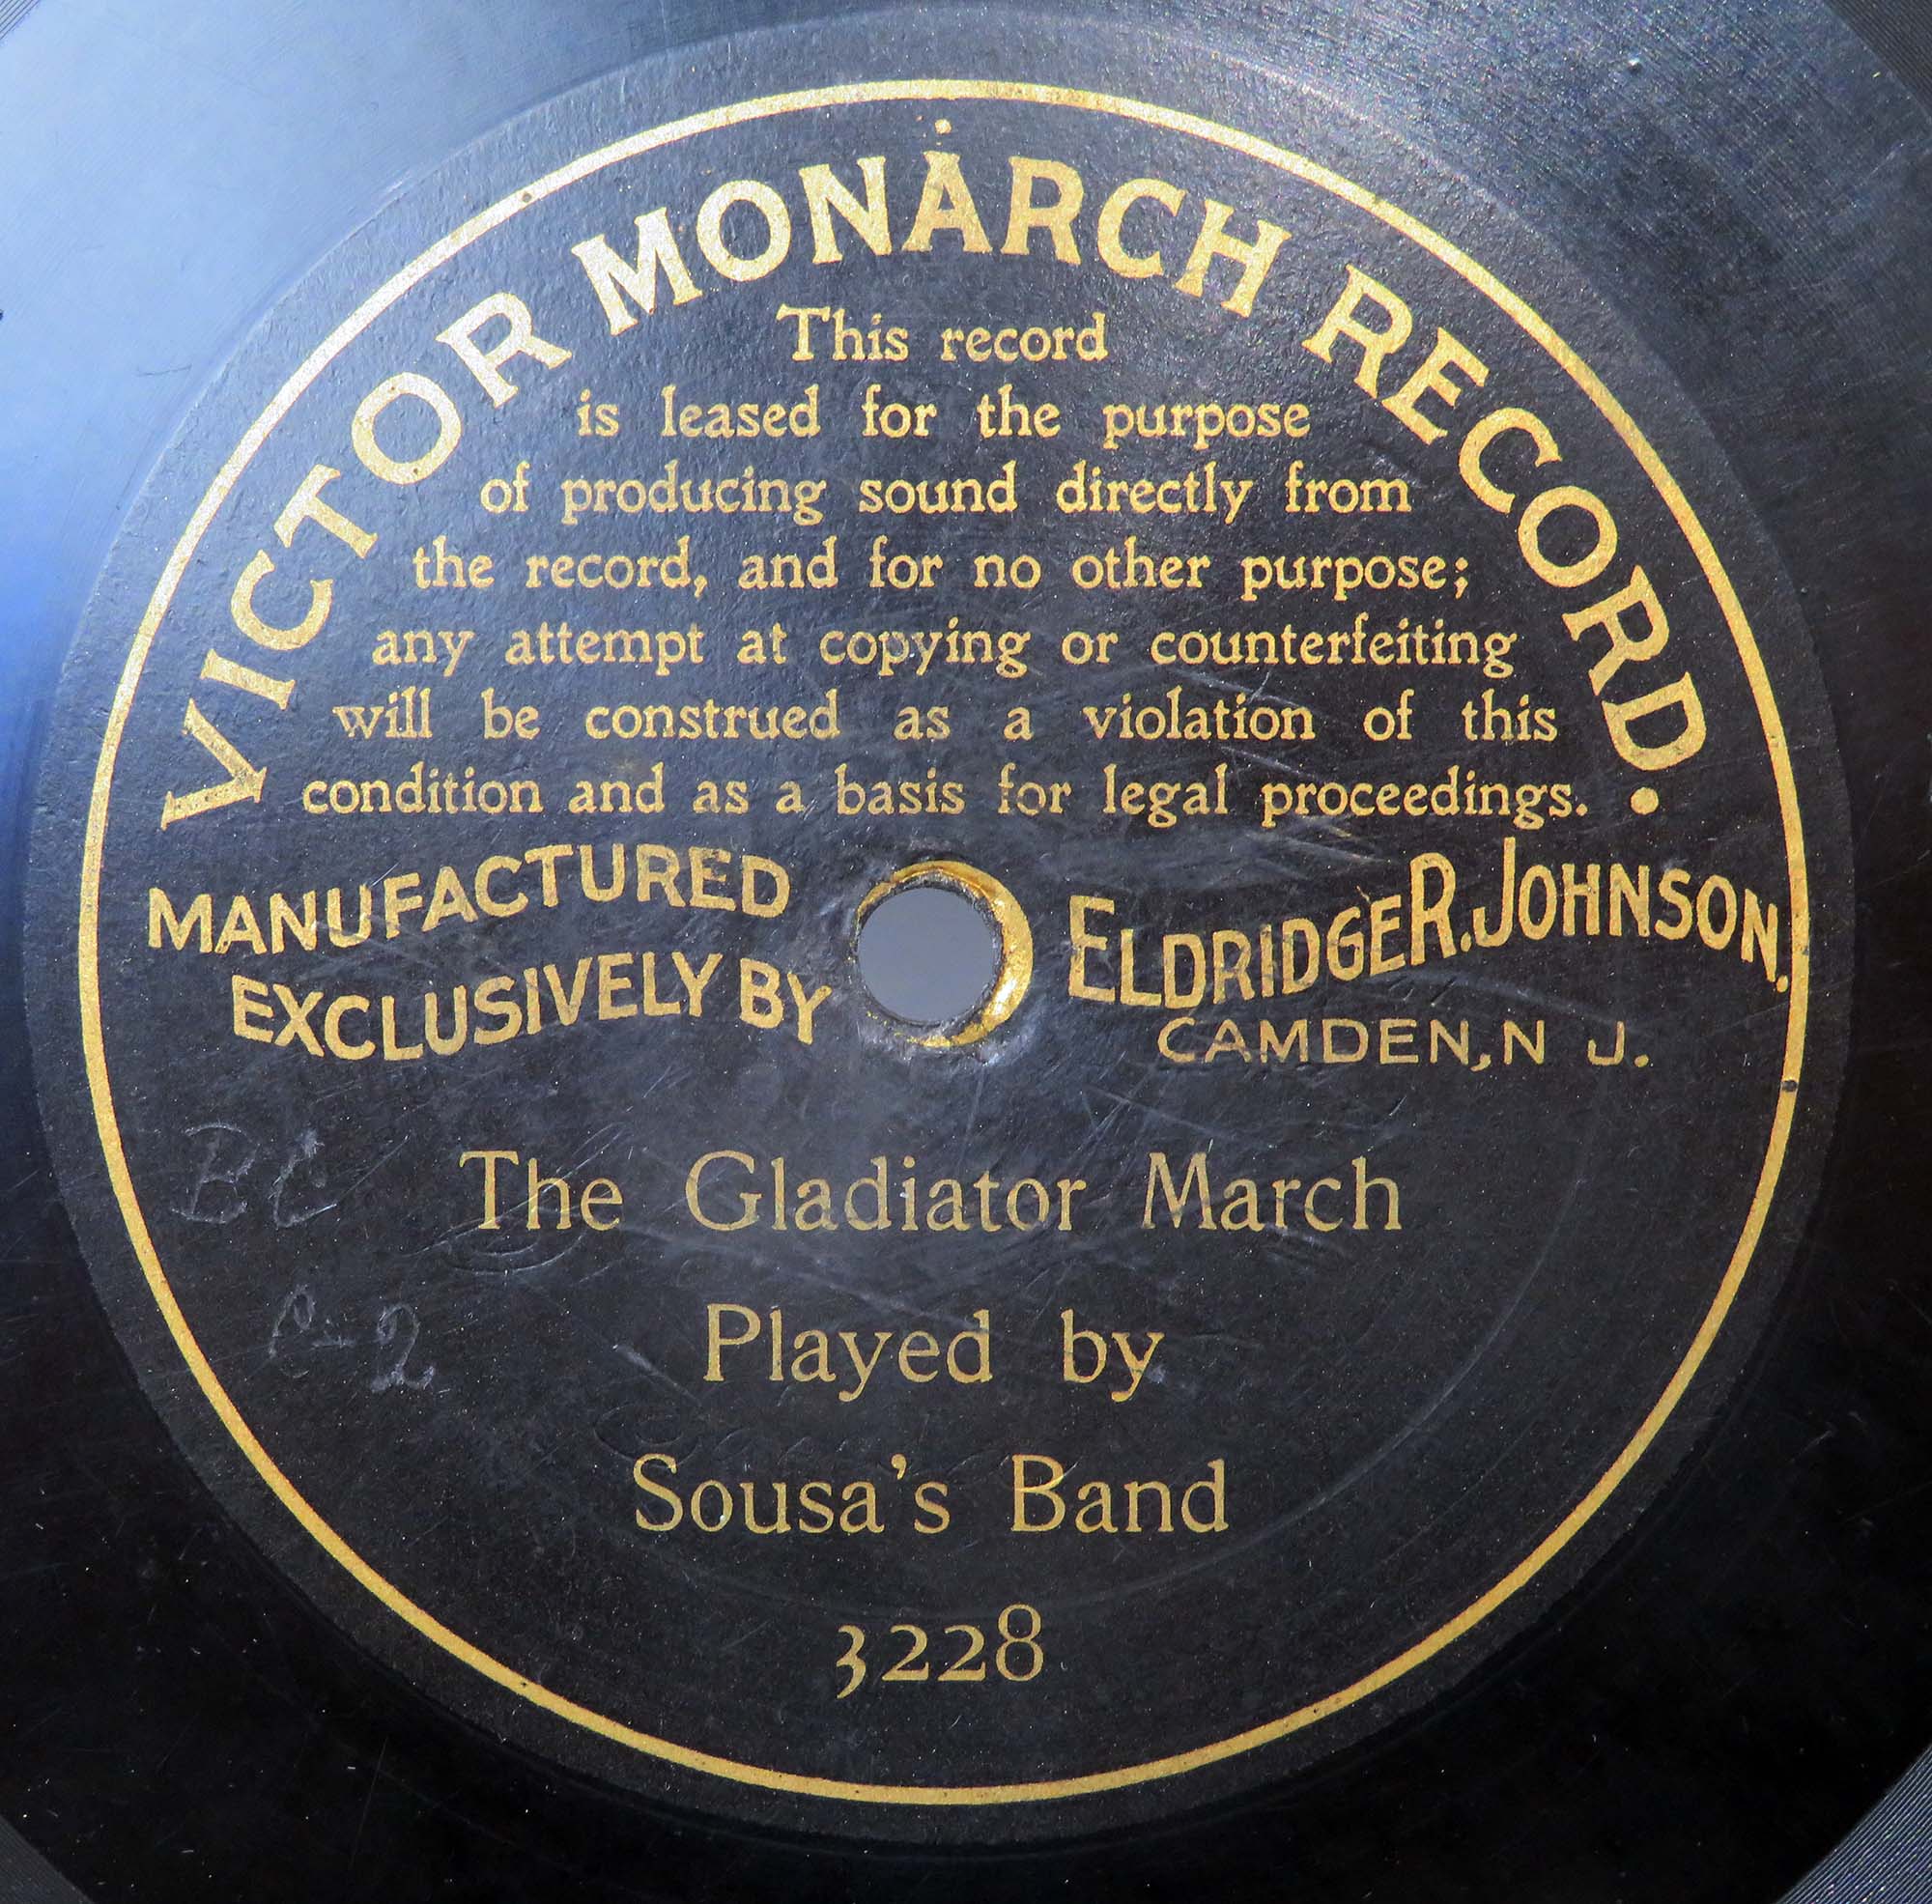 VICTOR MONARCH RECORD.
This record
is leased for the purpose
of producing sound directly from
the record, and for no other purpose;
any attempt at copying or counterfeiting
will be construed as a violation of this
condition and as a basis for legal proceedings.
MANUFACTURED
EXCLUSIVELY BY
ELDRIDGE R. JOHNSON.
CAMDEN, N J.
The Gladiator March
Played by
Sousa's Band
3228